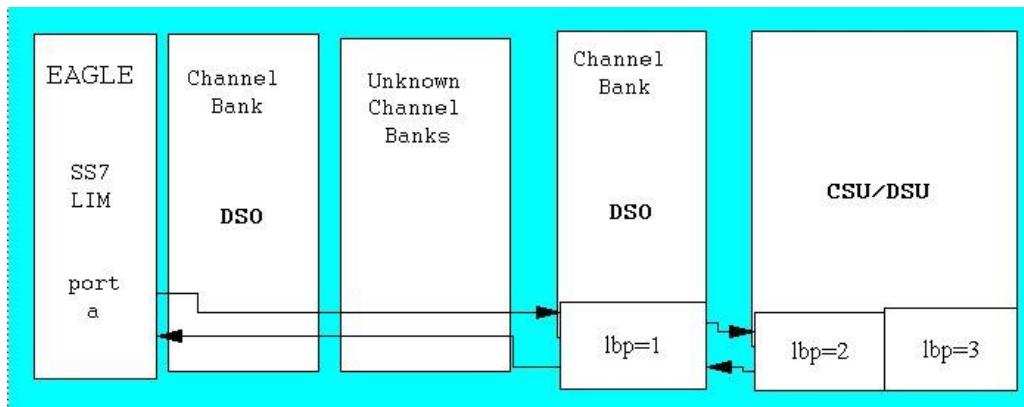 EAGLE
SS7
LIM
port
a
Channel
Bank
DSO
Unknown
Channel
Banks
Channel
Bank
DSO
lbp=1
CSU/DSU
lbp=2
lbp=3